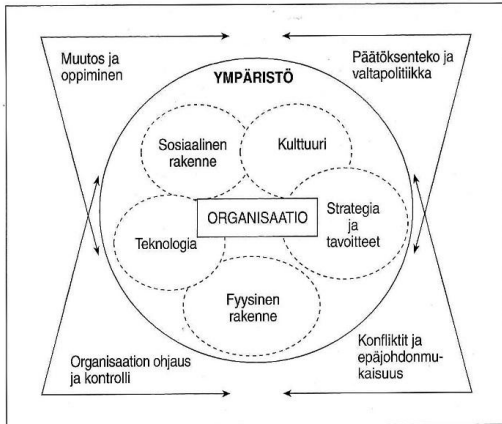 Muutos ja
oppiminen
Päätöksenteko ja
valtapolitiikka
YMPÄRISTÖ
Sosiaalinen
rakenne
Kulttuuri
ORGANISAATIO
Strategia
ja
tavoitteet
Teknologia
Fyysinen
rakenne
Organisaation ohjaus
ja kontrolli
Konfliktit ja
epäjohdonmu-
kaisuus